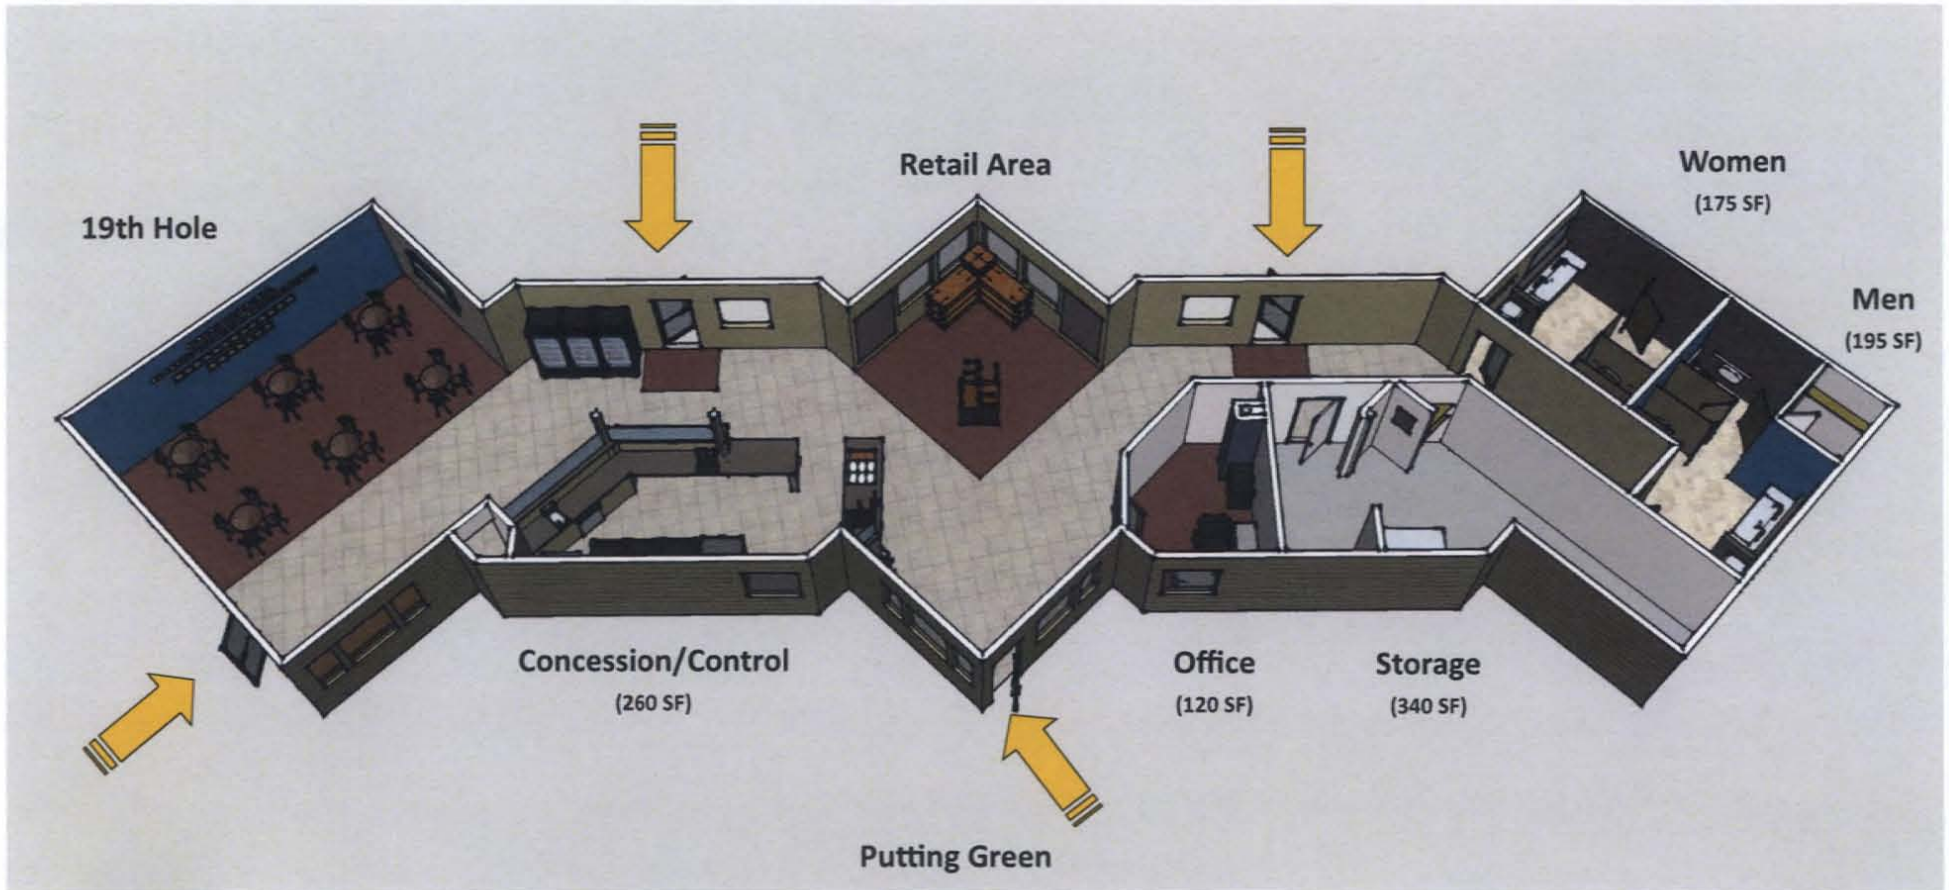 Retail Area
Women
(175 SF)
19th Hole
Men
(195 SF)
Concession/Control
(260 SF)
Office
(120 SF)
Storage
(340 SF)
Putting Green